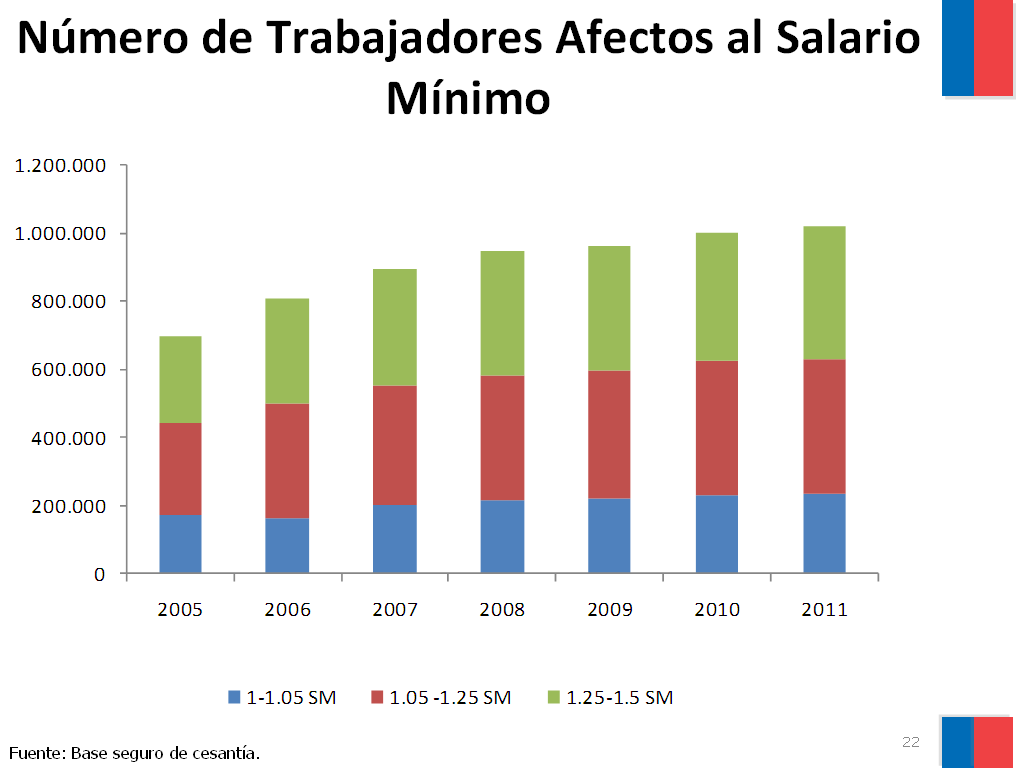 Número de Trabajadores Afectos al Salario
Mínimo
1.200.000
1.000.000
800.000
600.000
400.000
200.000
0
2005 2006 2007 2008 2009 2010 2011
1-1.05 SM 1.05 -1.25 SM 1.25-1.5 SM
22
Fuente: Base seguro de cesantía.